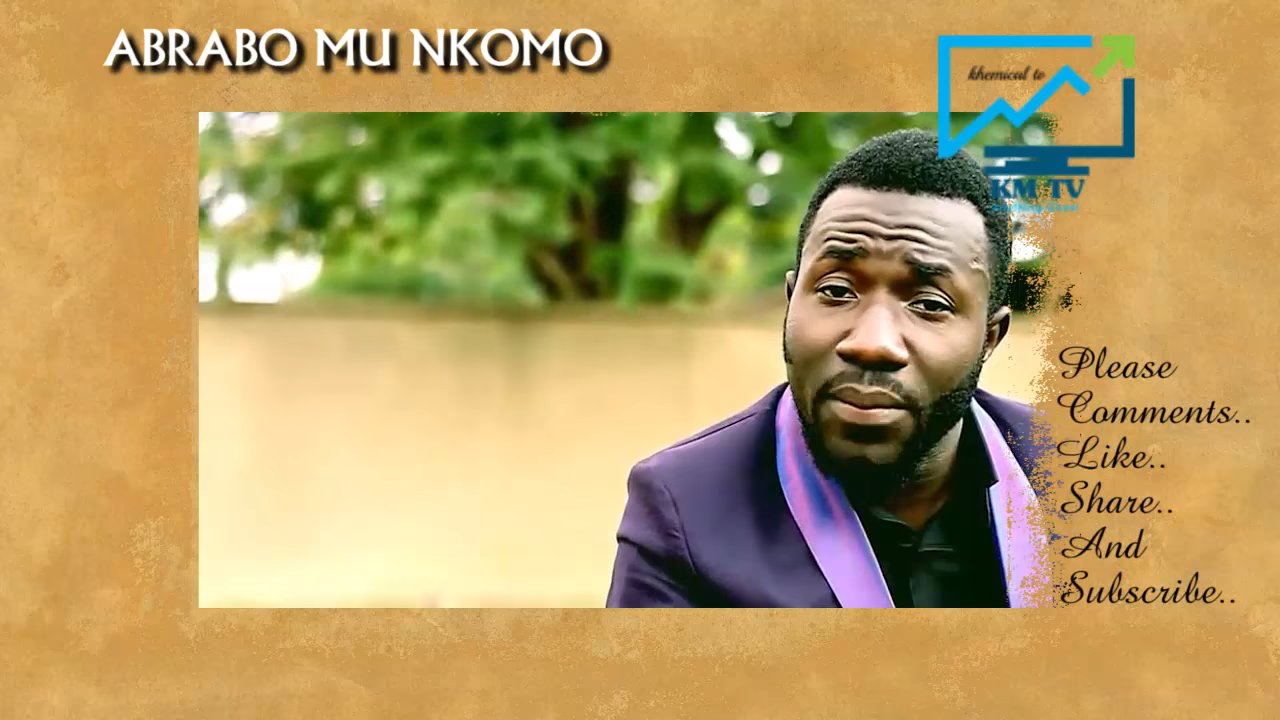 ABRABO MU NKOMO
khemical tv
KM TV
Please
Comments..
Like..
Share..
And
Subscribe..